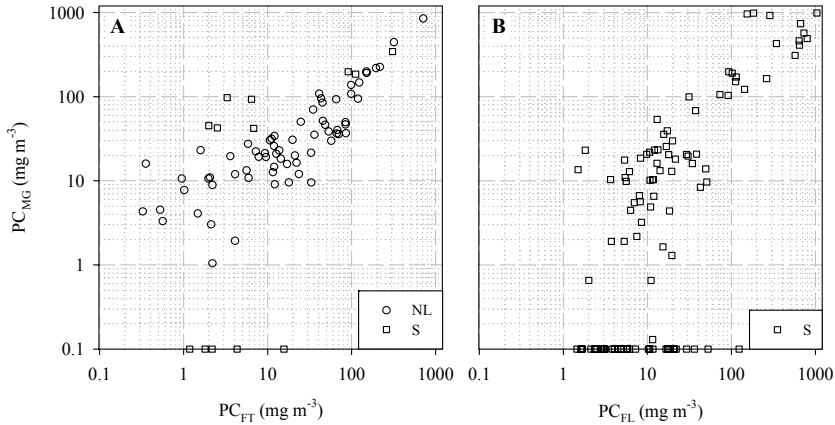 A
B
1000
100
10
1
0.1
PC_MG (mg m⁻³)
NL
S
S
0.1 1 10 100 1000
0.1 1 10 100 1000
PC_FT (mg m⁻³)
PC_FL (mg m⁻³)